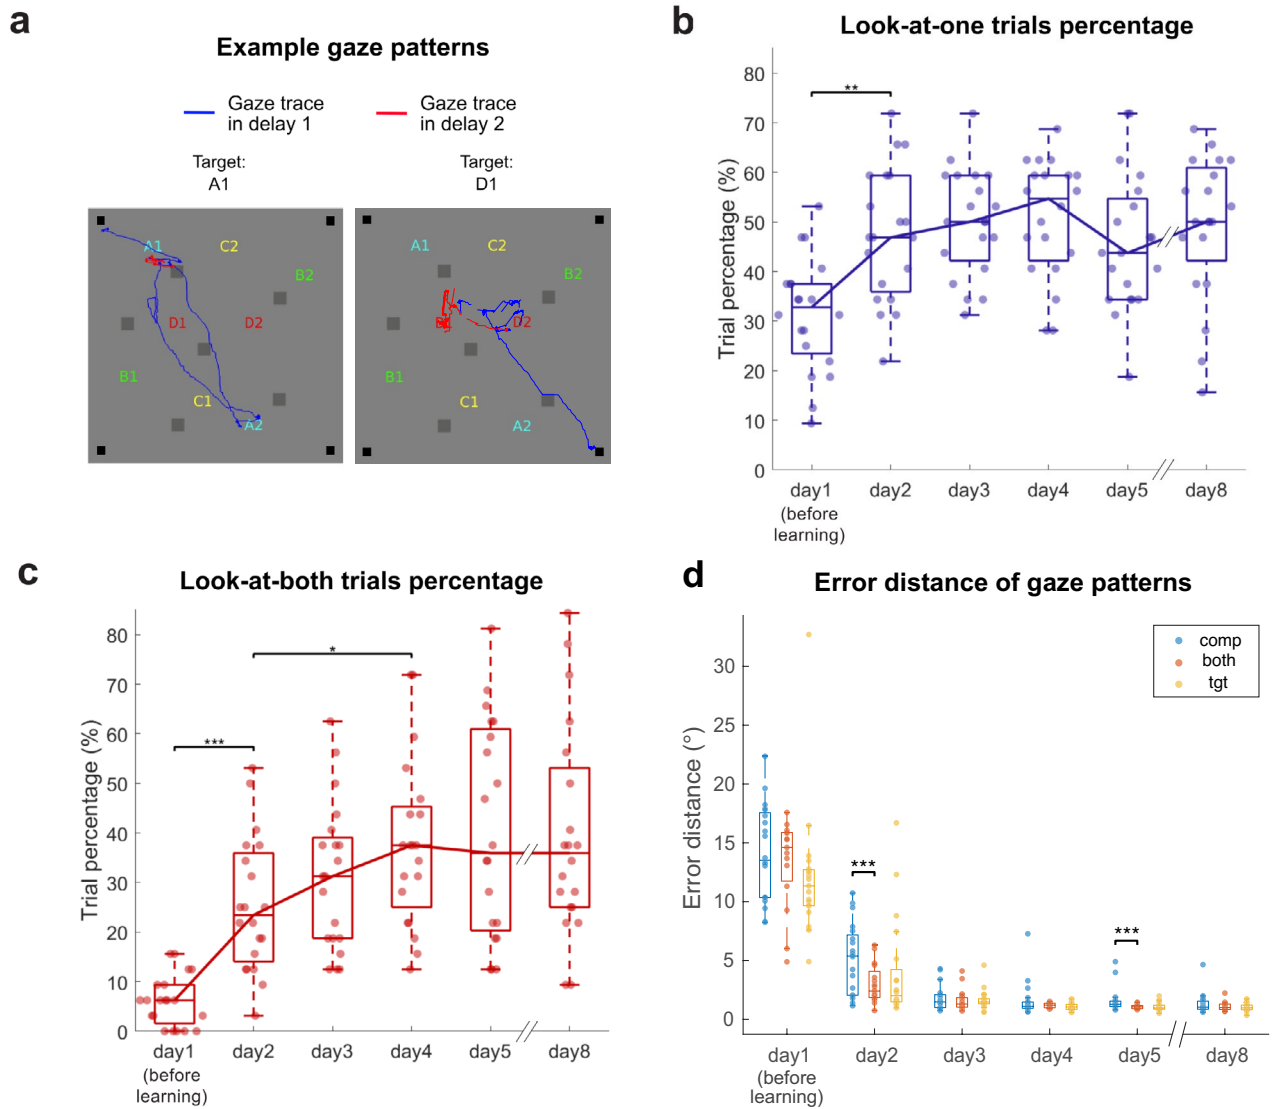 a
Example gaze patterns
Gaze trace
in delay 1
Gaze trace
in delay 2
Target:
A1
Target:
D1
A1
C2
B2
D1
D2
B1
C1
A2
A1
C2
B2
D2
B1
C1
A2
b
Look-at-one trials percentage
Trial percentage (%)
80
70
60
50
40
30
20
10
0
**
day1
(before
learning)
day2
day3
day4
day5
day8
c
Look-at-both trials percentage
Trial percentage (%)
80
70
60
50
40
30
20
10
0
***
*
day1
(before
learning)
day2
day3
day4
day5
day8
d
Error distance of gaze patterns
Error distance (°)
30
25
20
15
10
5
0
comp
both
tgt
***
***
day1
(before
learning)
day2
day3
day4
day5
day8